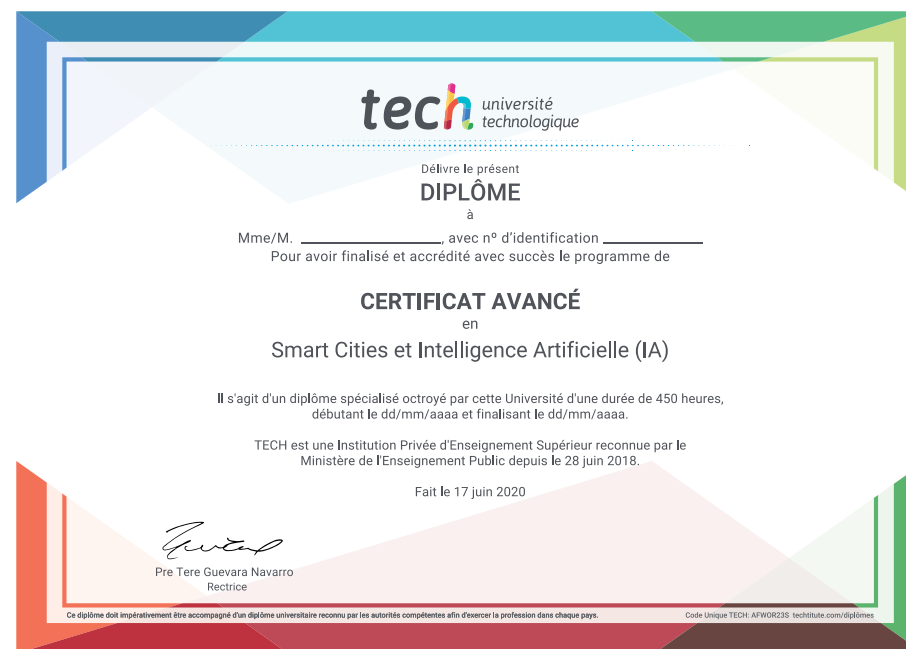 tech université
technologique
Délivre le présent
DIPLÔME
à
Mme/M. ____________________, avec nº d'identification ______________
Pour avoir finalisé et accrédité avec succès le programme de
CERTIFICAT AVANCÉ
en
Smart Cities et Intelligence Artificielle (IA)
Il s'agit d'un diplôme spécialisé octroyé par cette Université d'une durée de 450 heures,
débutant le dd/mm/aaaa et finalisant le dd/mm/aaaa.
TECH est une Institution Privée d'Enseignement Supérieur reconnue par le
Ministère de l'Enseignement Public depuis le 28 juin 2018.
Fait le 17 juin 2020
Pre Tere Guevara Navarro
Rectrice
Ce diplôme doit impérativement être accompagné d'un diplôme universitaire reconnu par les autorités compétentes afin d'exercer la profession dans chaque pays.
Code Unique TECH: AFWOR23S techtitute.com/diplômes